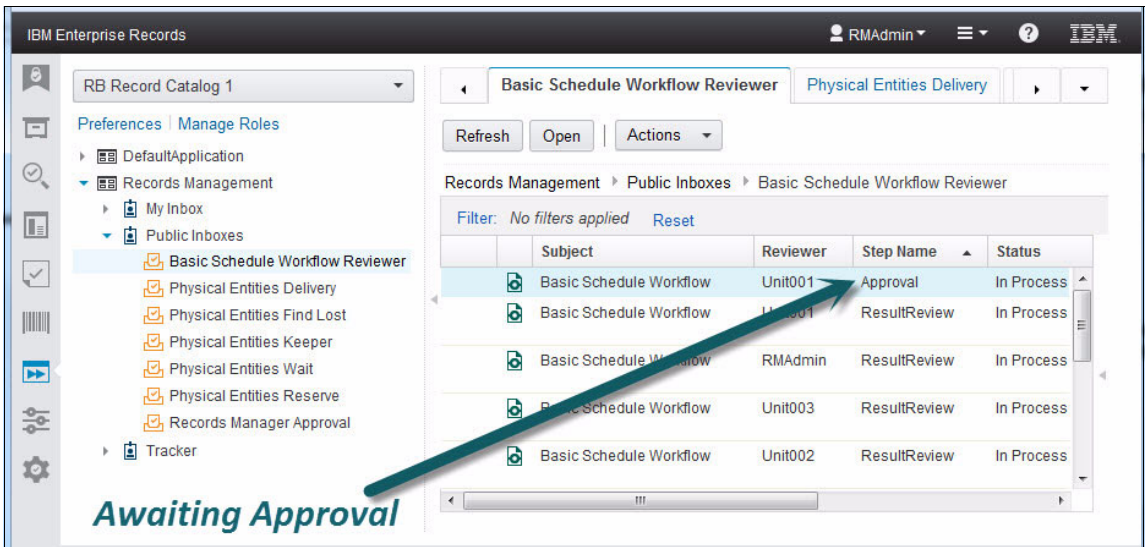 IBM Enterprise Records
RMAdmin
?
IBM
RB Record Catalog 1
Preferences | Manage Roles
DefaultApplication
Records Management
My Inbox
Public Inboxes
Basic Schedule Workflow Reviewer
Physical Entities Delivery
Physical Entities Find Lost
Physical Entities Keeper
Physical Entities Wait
Physical Entities Reserve
Records Manager Approval
Tracker
Basic Schedule Workflow Reviewer Physical Entities Delivery
Refresh Open | Actions
Records Management Public Inboxes Basic Schedule Workflow Reviewer
Filter: No filters applied Reset
Subject Reviewer Step Name Status
Basic Schedule Workflow Unit001 Approval In Process
Basic Schedule Workflow Unit001 ResultReview In Process
Basic Schedule Workflow RMAdmin ResultReview In Process
Basic Schedule Workflow Unit003 ResultReview In Process
Basic Schedule Workflow Unit002 ResultReview In Process
Awaiting Approval